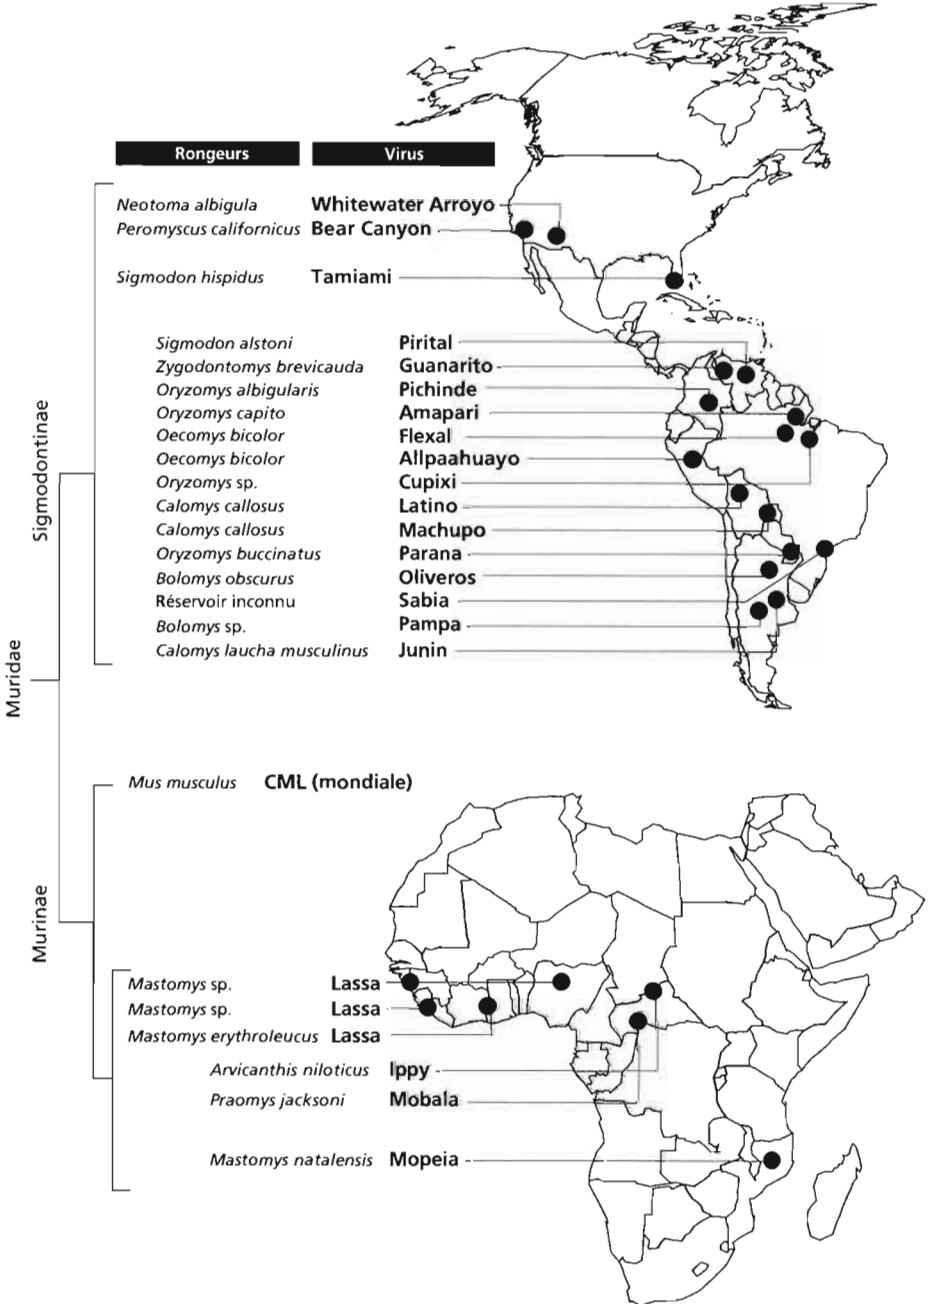 Rongeurs Virus
Neotoma albigula Whitewater Arroyo
Peromyscus californicus Bear Canyon
Sigmodon hispidus Tamiami
Sigmodon alstoni Pirital
Zygodontomys brevicauda Guanarito
Oryzomys albigularis Pichinde
Oryzomys capito Amapari
Oecomys bicolor Flexal
Oecomys bicolor Allpaahuayo
Oryzomys sp. Cupixi
Calomys callosus Latino
Calomys callosus Machupo
Oryzomys buccinatus Parana
Bolomys obscurus Oliveros
Réservoir inconnu Sabia
Bolomys sp. Pampa
Calomys laucha musculinus Junin
Sigmodontinae
Muridae
Murinae
Mus musculus CML (mondiale)
Mastomys sp. Lassa
Mastomys sp. Lassa
Mastomys erythroleucus Lassa
Arvicanthis niloticus Ippy
Praomys jacksoni Mobala
Mastomys natalensis Mopeia